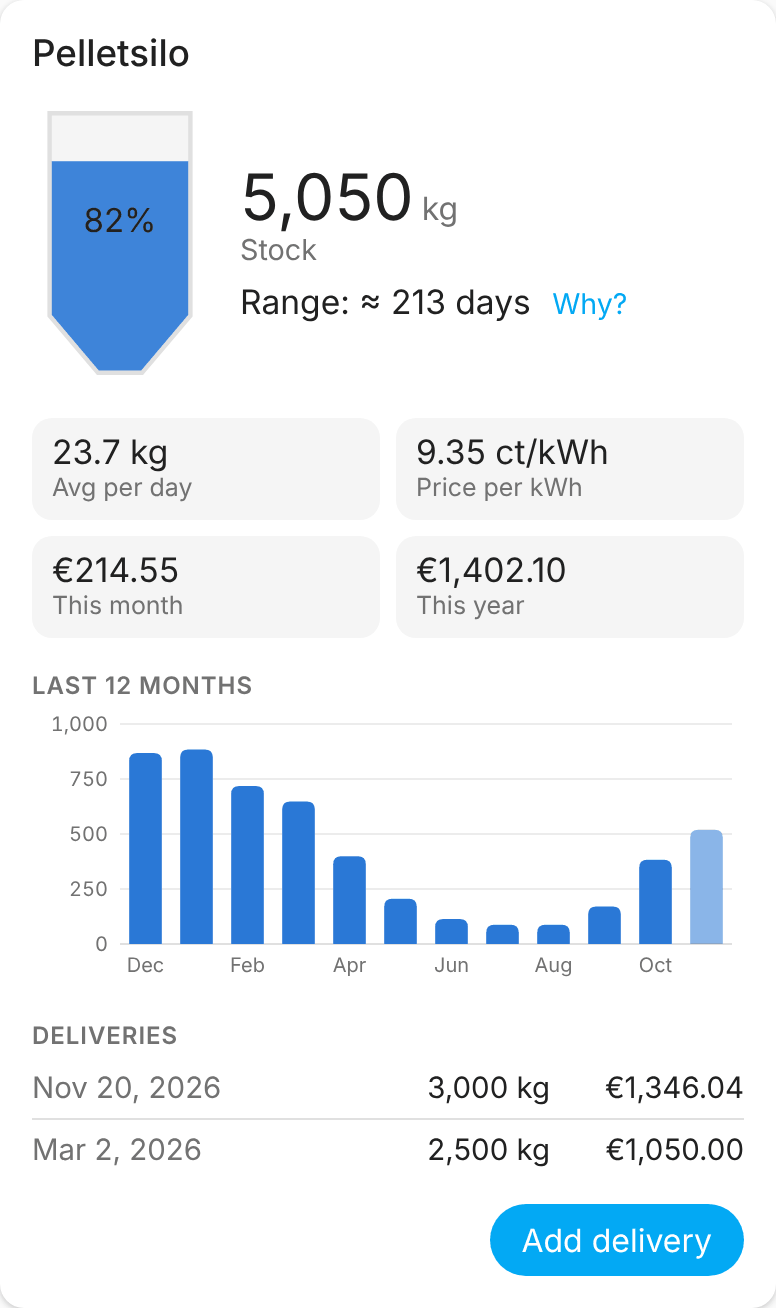 Pelletsilo
82%
5,050 kg
Stock
Range: ≈ 213 days Why?
23.7 kg
Avg per day
9.35 ct/kWh
Price per kWh
€214.55
This month
€1,402.10
This year
LAST 12 MONTHS
1,000
750
500
250
0
Dec Feb Apr Jun Aug Oct
DELIVERIES
Nov 20, 2026 3,000 kg €1,346.04
Mar 2, 2026 2,500 kg €1,050.00
Add delivery